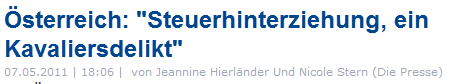 Österreich: "Steuerhinterziehung, ein
Kavaliersdelikt"
07.05.2011 | 18:06 | von Jeannine Hierländer Und Nicole Stern (Die Presse)